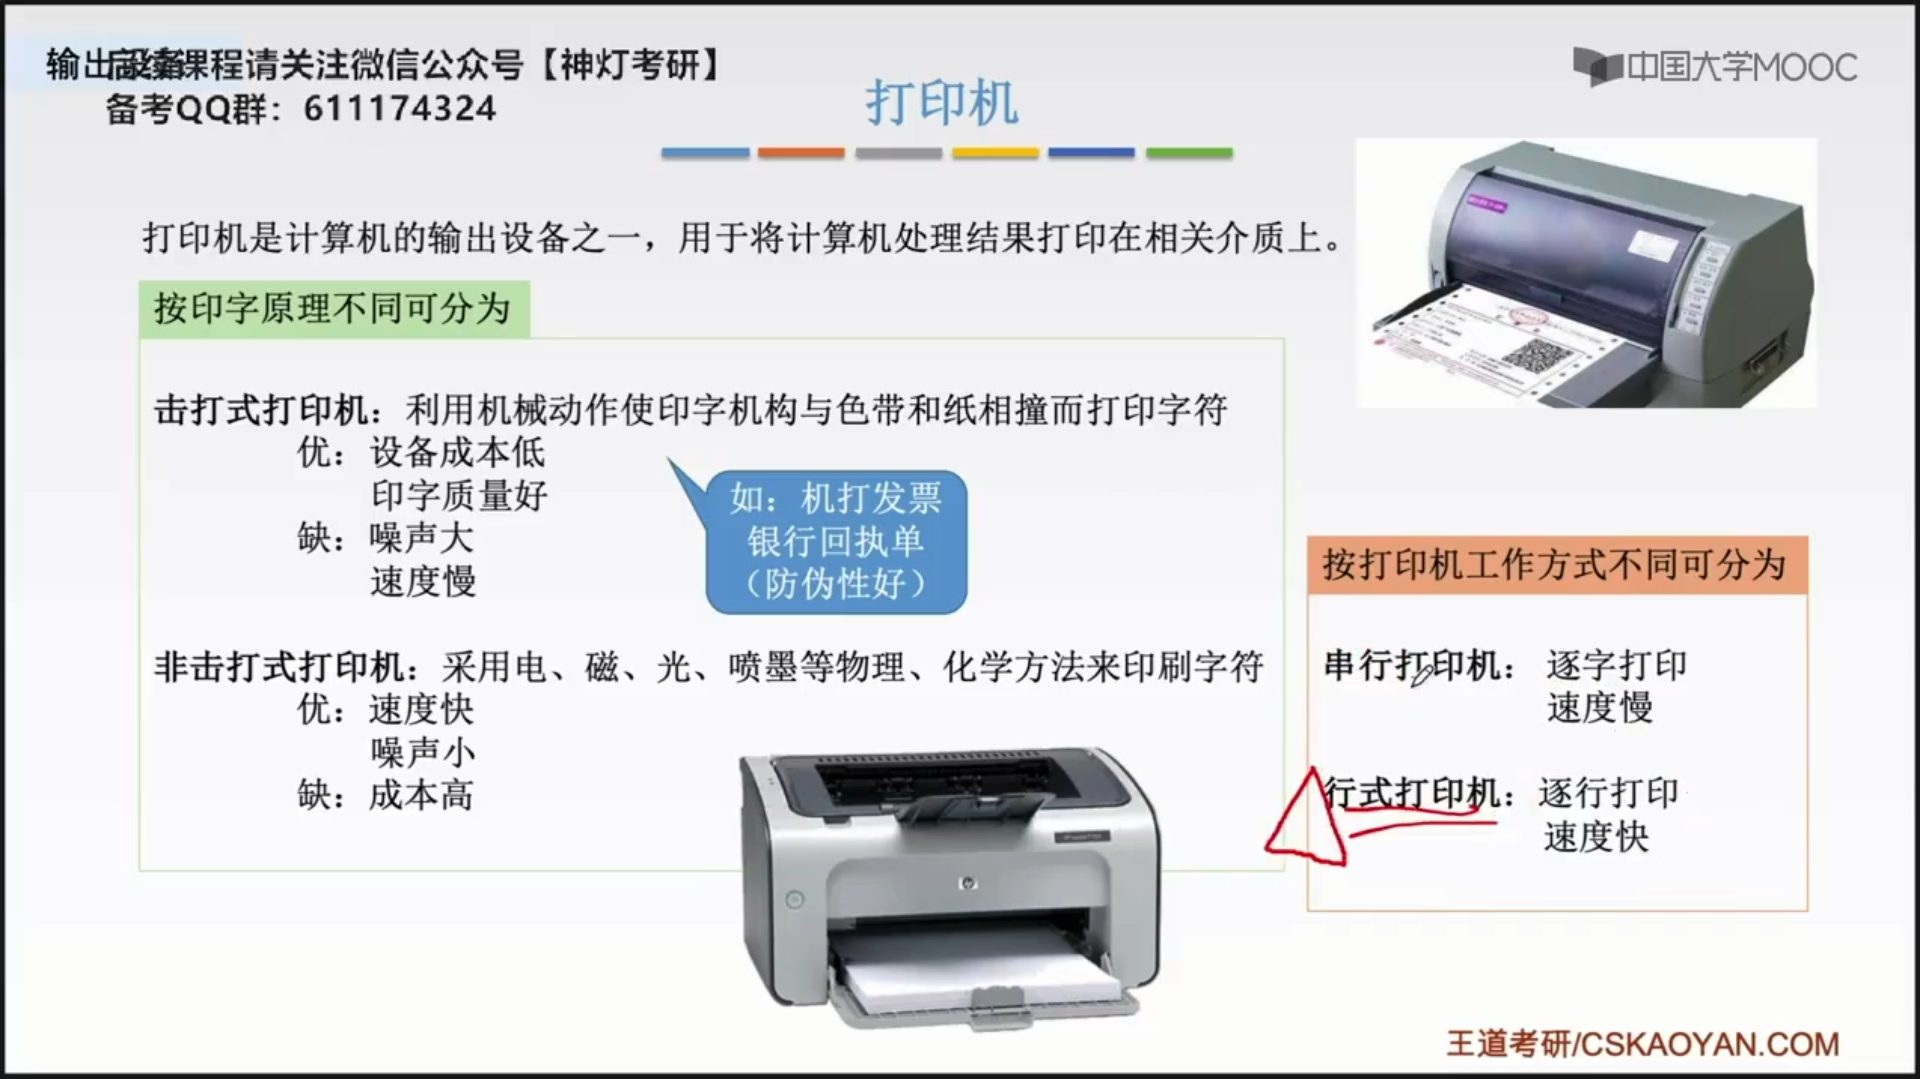 输出设备
后续课程请关注微信公众号【神灯考研】
备考QQ群：611174324
中国大学MOOC
打印机
打印机是计算机的输出设备之一，用于将计算机处理结果打印在相关介质上。
按印字原理不同可分为
击打式打印机：利用机械动作使印字机构与色带和纸相撞而打印字符
优：设备成本低
印字质量好
缺：噪声大
速度慢
如：机打发票
银行回执单
（防伪性好）
非击打式打印机：采用电、磁、光、喷墨等物理、化学方法来印刷字符
优：速度快
噪声小
缺：成本高
按打印机工作方式不同可分为
串行打印机：逐字打印
速度慢
行式打印机：逐行打印
速度快
hp
王道考研/CSKAOYAN.COM